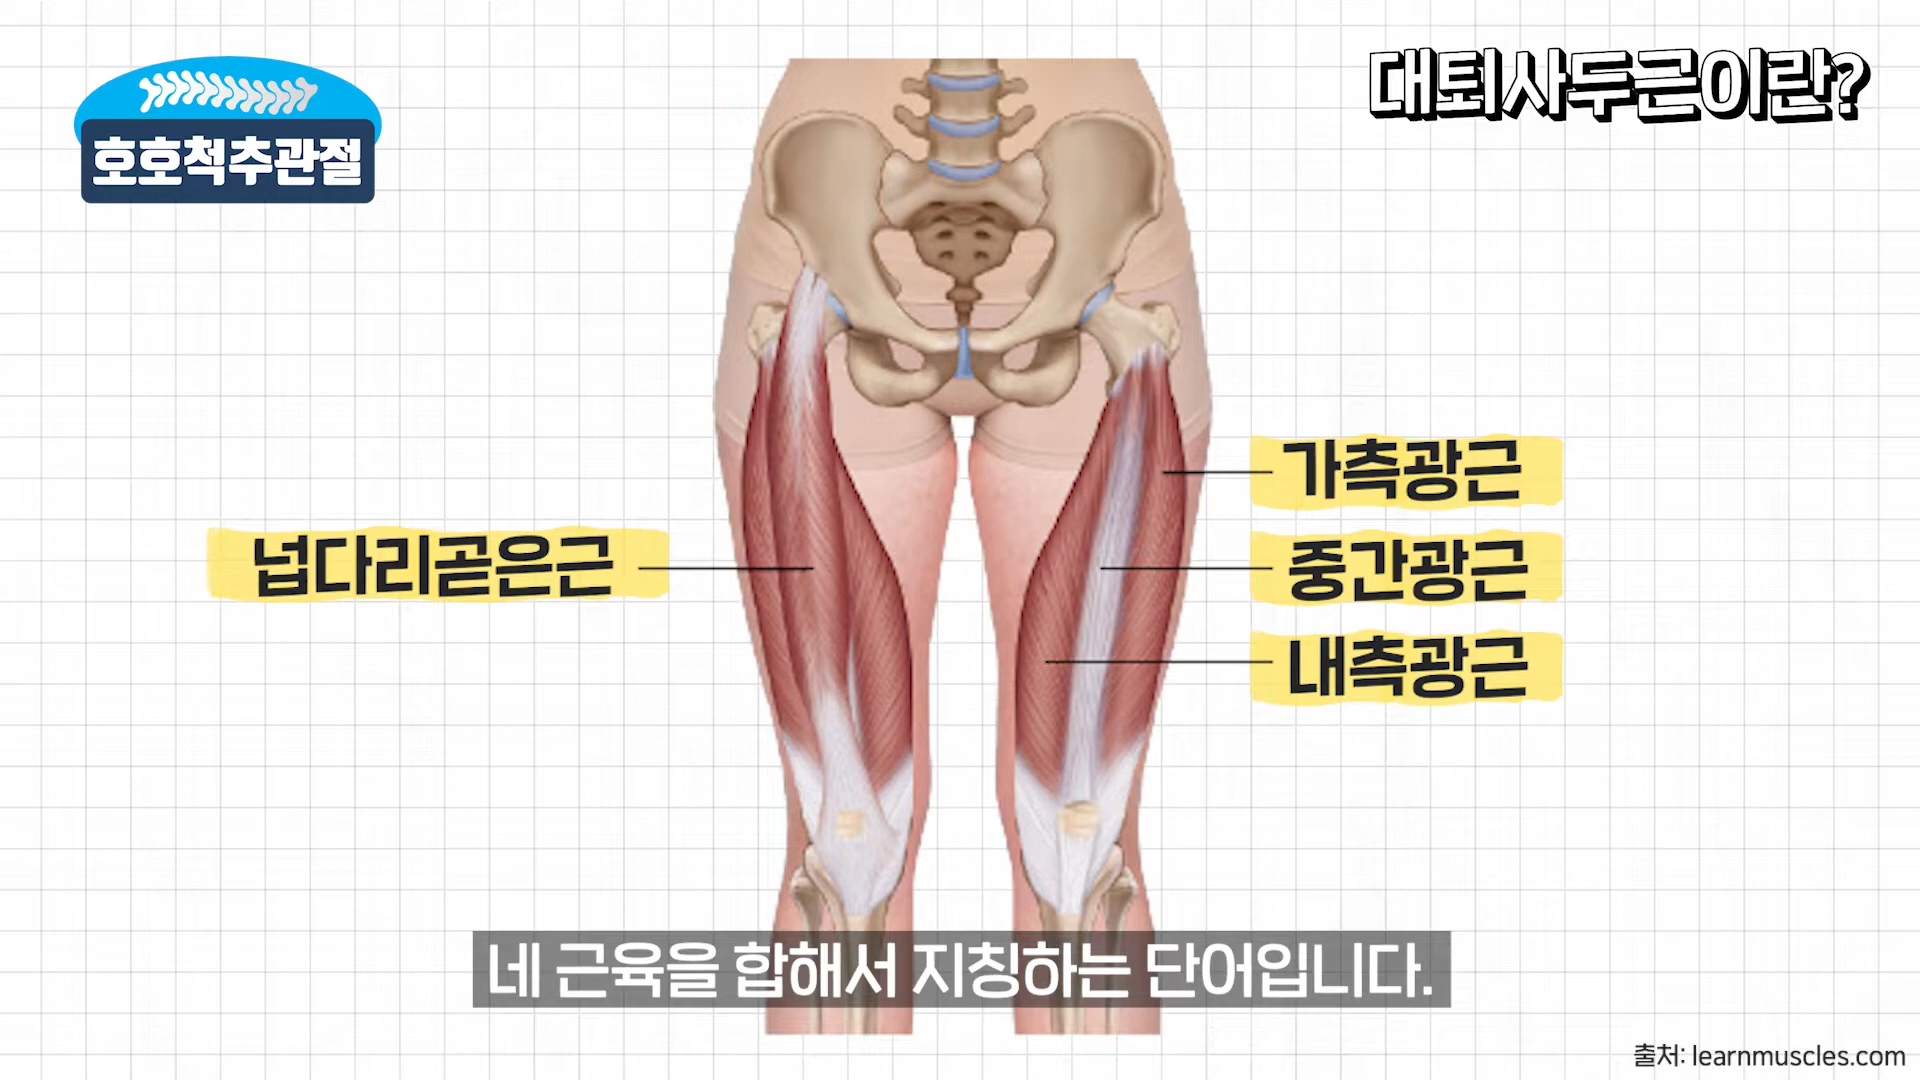 호호척추관절
대퇴사두근이란?
넙다리곧은근
가측광근
중간광근
내측광근
네 근육을 합해서 지칭하는 단어입니다.
출처: learnmuscles.com